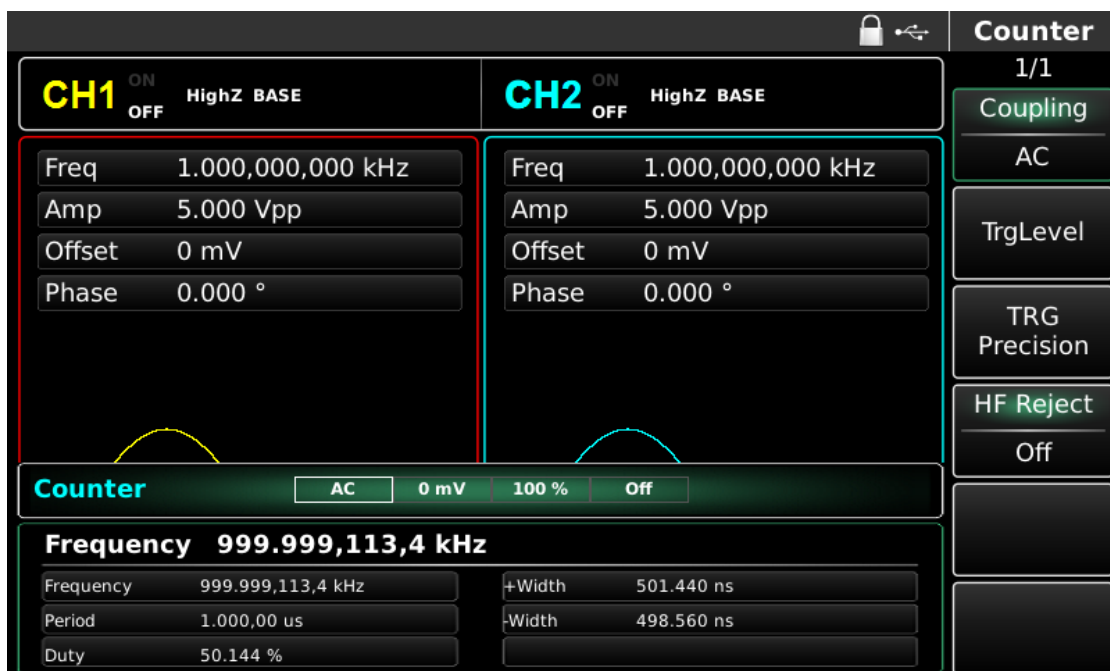 Counter
1/1
CH1 ON OFF HighZ BASE
CH2 ON OFF HighZ BASE
Coupling
AC
Freq 1.000,000,000 kHz
Amp 5.000 Vpp
Offset 0 mV
Phase 0.000 °
Freq 1.000,000,000 kHz
Amp 5.000 Vpp
Offset 0 mV
Phase 0.000 °
TrgLevel
TRG
Precision
HF Reject
Off
Counter AC 0 mV 100 % Off
Frequency 999.999,113,4 kHz
Frequency 999.999,113,4 kHz
Period 1.000,00 us
Duty 50.144 %
+Width 501.440 ns
-Width 498.560 ns